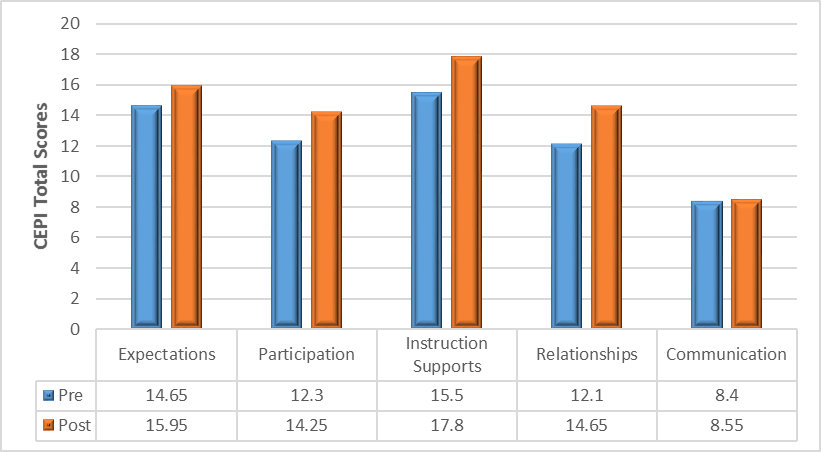 20
18
16
14
12
10
8
6
4
2
0
CEPI Total Scores
Expectations Participation Instruction Supports Relationships Communication
Pre 14.65 12.3 15.5 12.1 8.4
Post 15.95 14.25 17.8 14.65 8.55